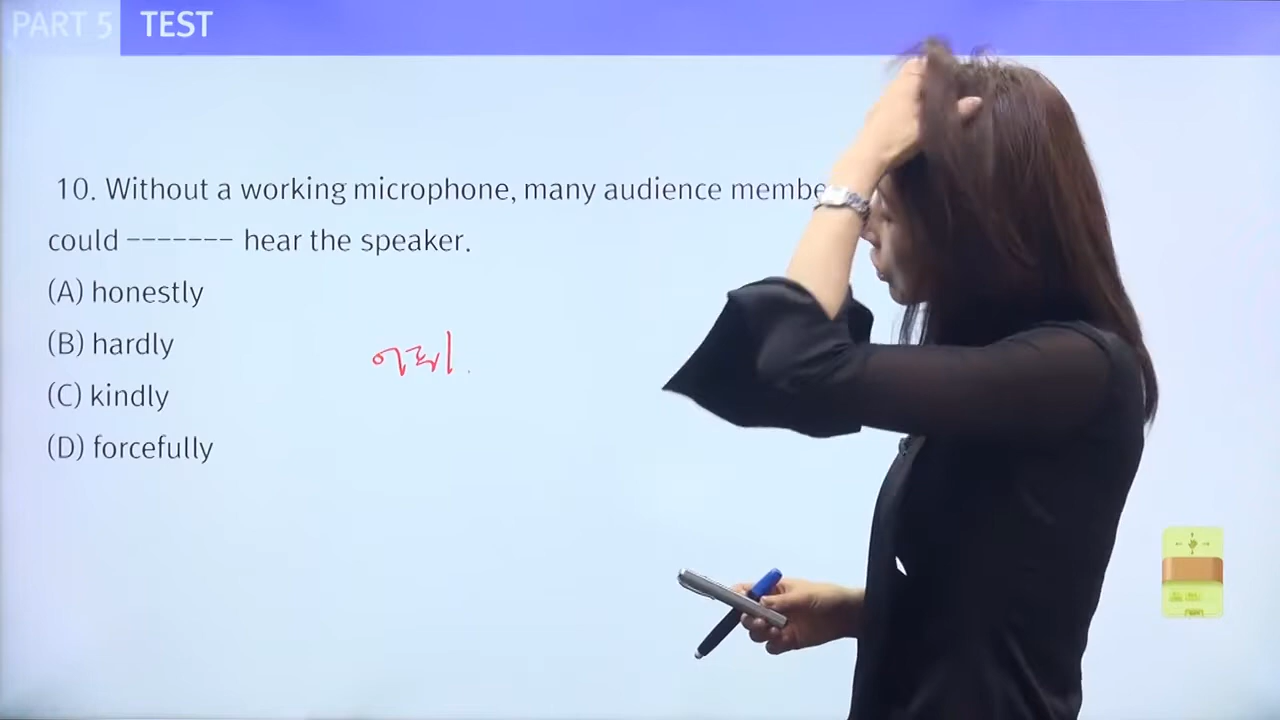 PART 5 TEST
10. Without a working microphone, many audience membe
could ------- hear the speaker.
(A) honestly
(B) hardly
(C) kindly
(D) forcefully
어휘.